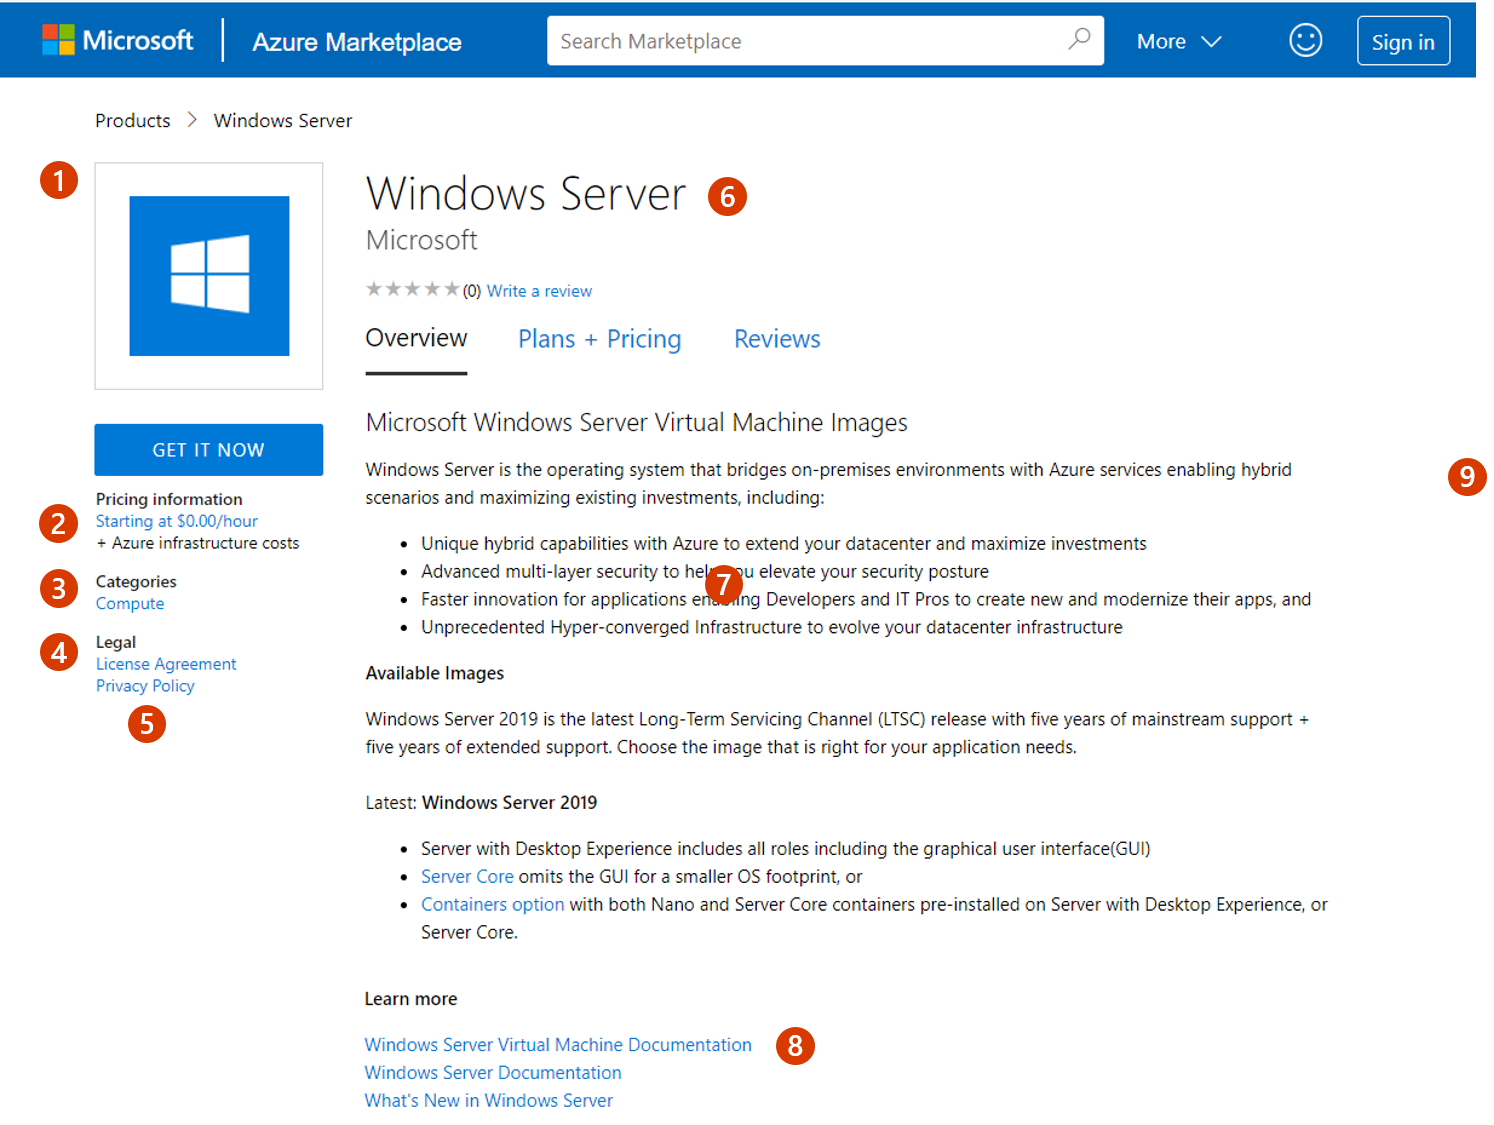 Microsoft
Azure Marketplace
Search Marketplace
More
Sign in
Products > Windows Server
1
Windows Server
6
Microsoft
(0) Write a review
Overview
Plans + Pricing
Reviews
GET IT NOW
Pricing information
2
Starting at $0.00/hour
+ Azure infrastructure costs
3
Categories
Compute
4
Legal
License Agreement
Privacy Policy
5
Microsoft Windows Server Virtual Machine Images
Windows Server is the operating system that bridges on-premises environments with Azure services enabling hybrid
scenarios and maximizing existing investments, including:
9
• Unique hybrid capabilities with Azure to extend your datacenter and maximize investments
• Advanced multi-layer security to help you elevate your security posture
7
• Faster innovation for applications enabling Developers and IT Pros to create new and modernize their apps, and
• Unprecedented Hyper-converged Infrastructure to evolve your datacenter infrastructure
Available Images
Windows Server 2019 is the latest Long-Term Servicing Channel (LTSC) release with five years of mainstream support +
five years of extended support. Choose the image that is right for your application needs.
Latest: Windows Server 2019
• Server with Desktop Experience includes all roles including the graphical user interface(GUI)
• Server Core omits the GUI for a smaller OS footprint, or
• Containers option with both Nano and Server Core containers pre-installed on Server with Desktop Experience, or
Server Core.
Learn more
Windows Server Virtual Machine Documentation
8
Windows Server Documentation
What's New in Windows Server